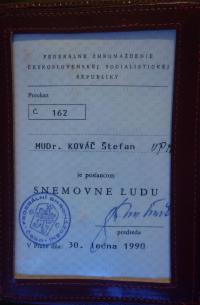 FEDERÁLNE ZHROMAŽDENIE
ČESKOSLOVENSKEJ SOCIALISTICKEJ
REPUBLIKY
Preukaz
Č 162
MUDr. KOVÁČ Štefan
je poslancom
SNEMOVNE ĽUDU
predseda
V Prahe dňa: 30. júna 1990